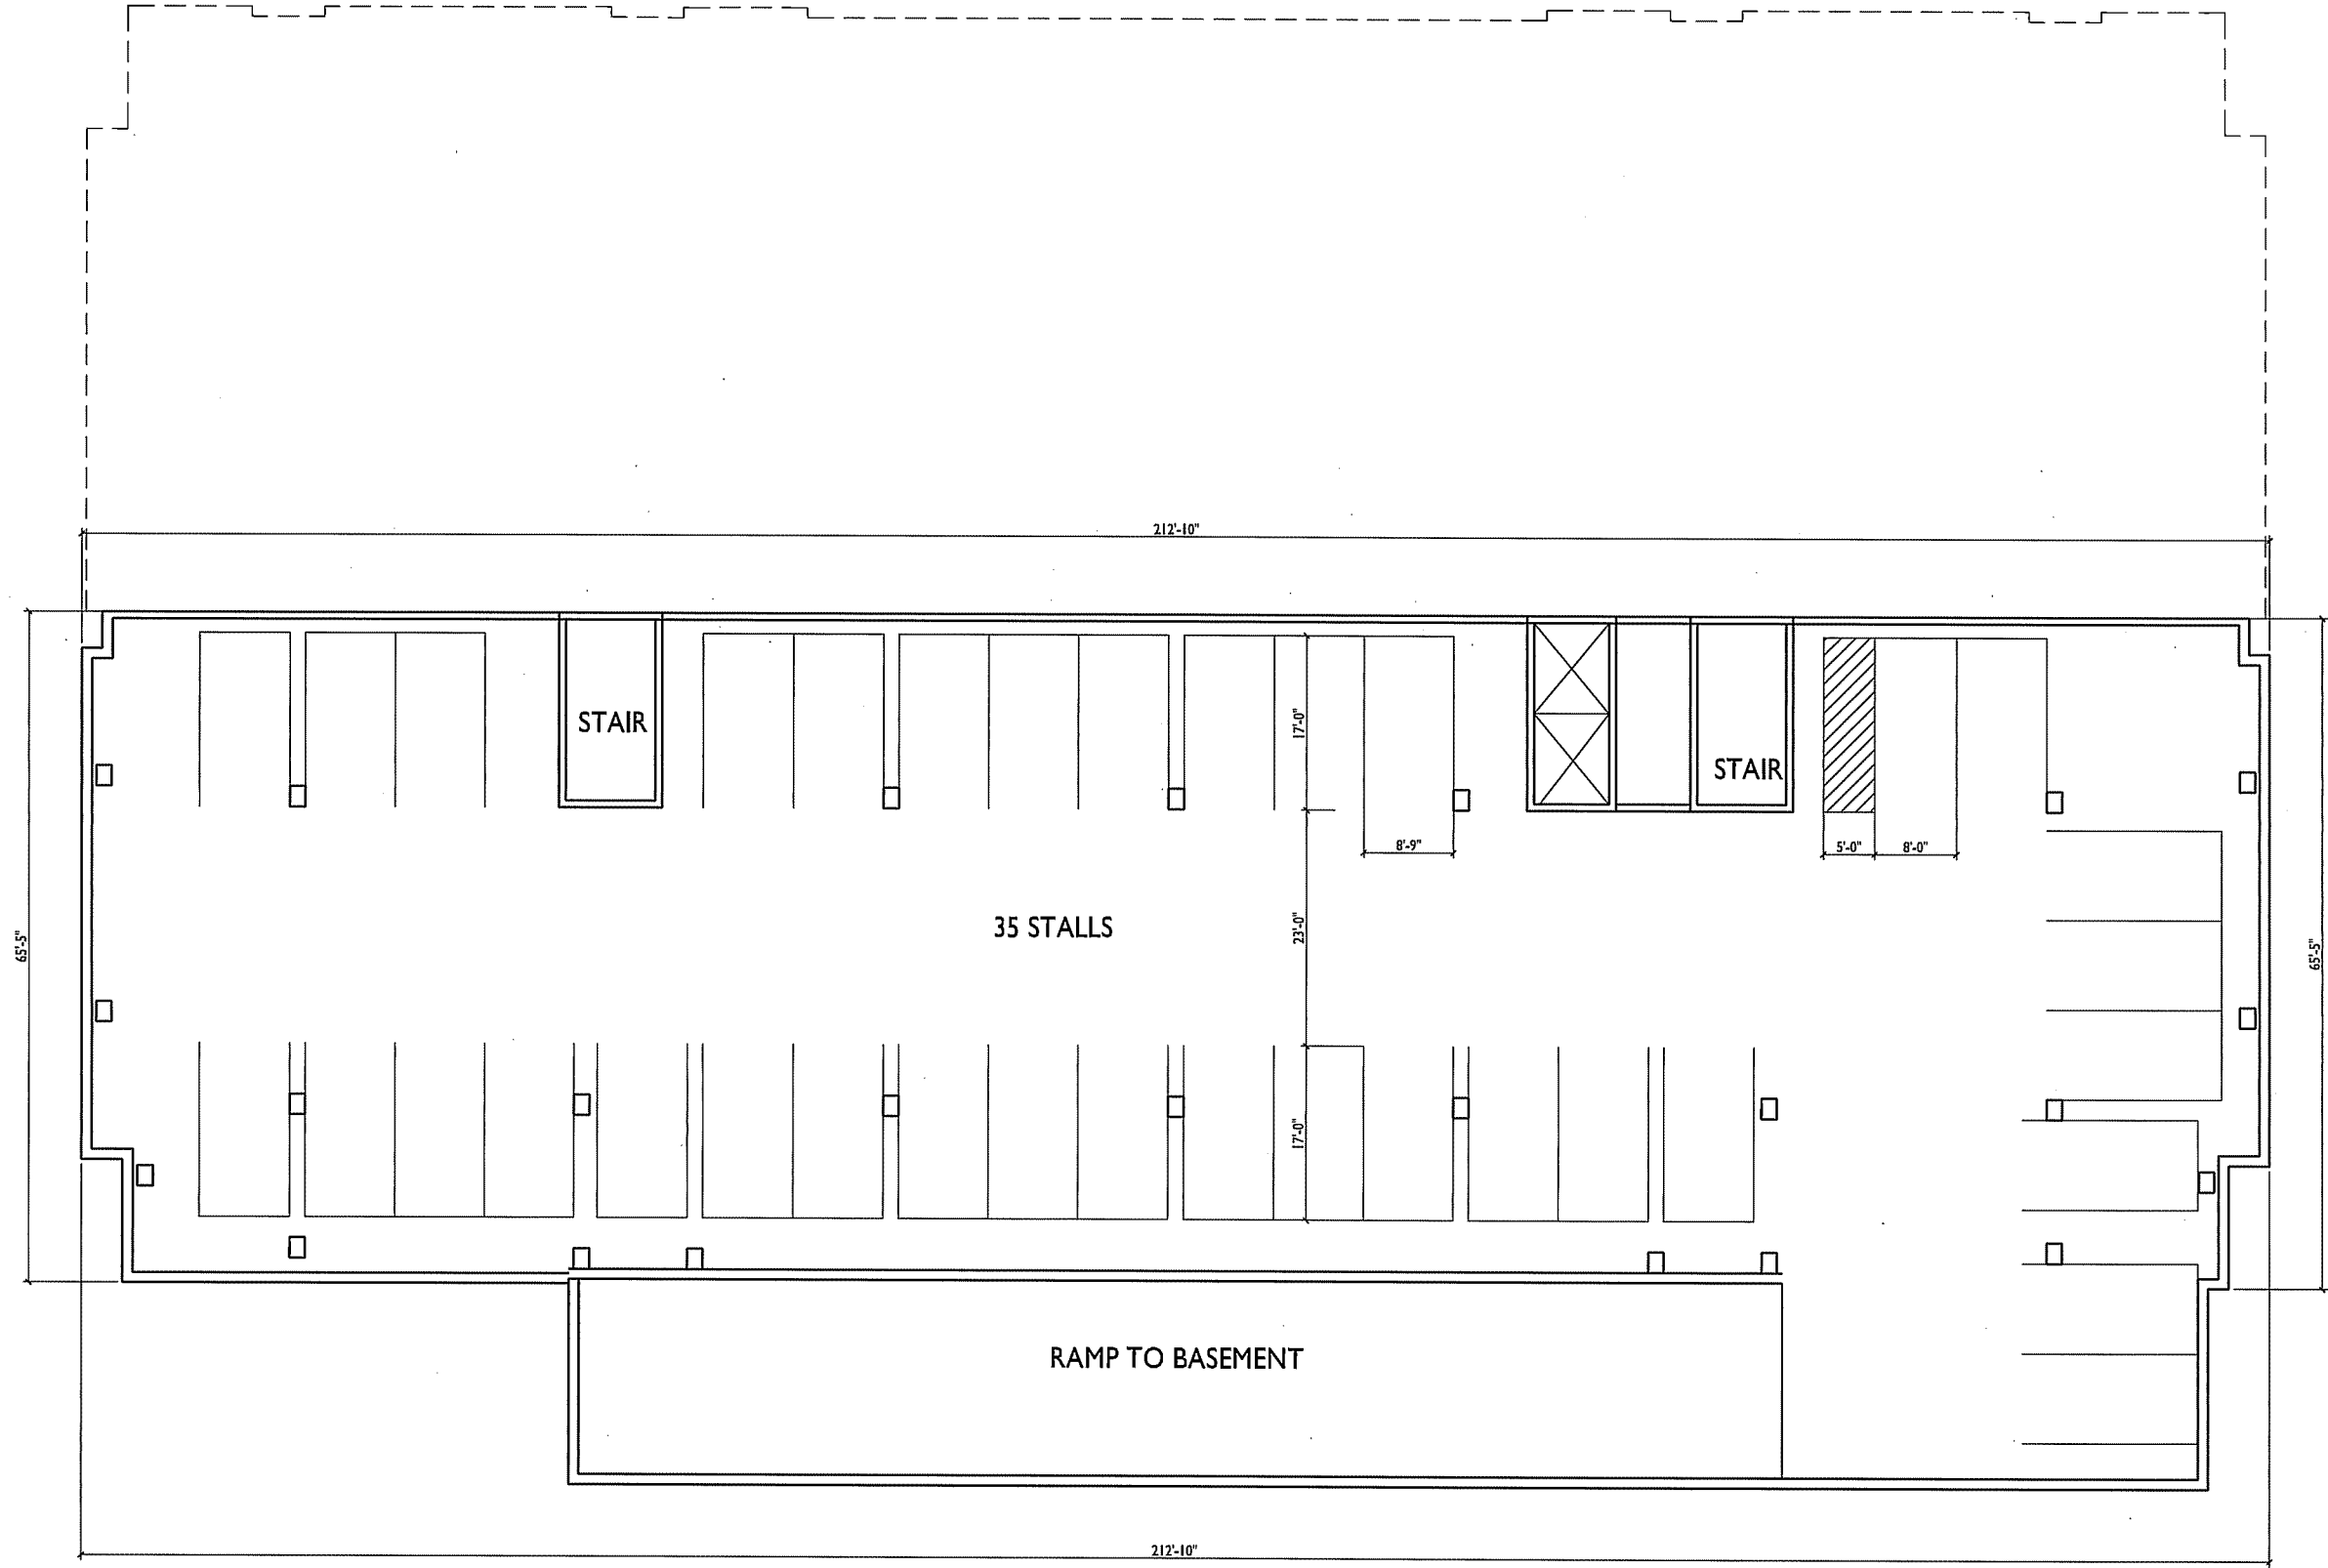 212'-10"
STAIR
17'-0"
STAIR
8'-9"
5'-0"
8'-0"
35 STALLS
23'-0"
65'-5"
65'-5"
17'-0"
RAMP TO BASEMENT
212'-10"